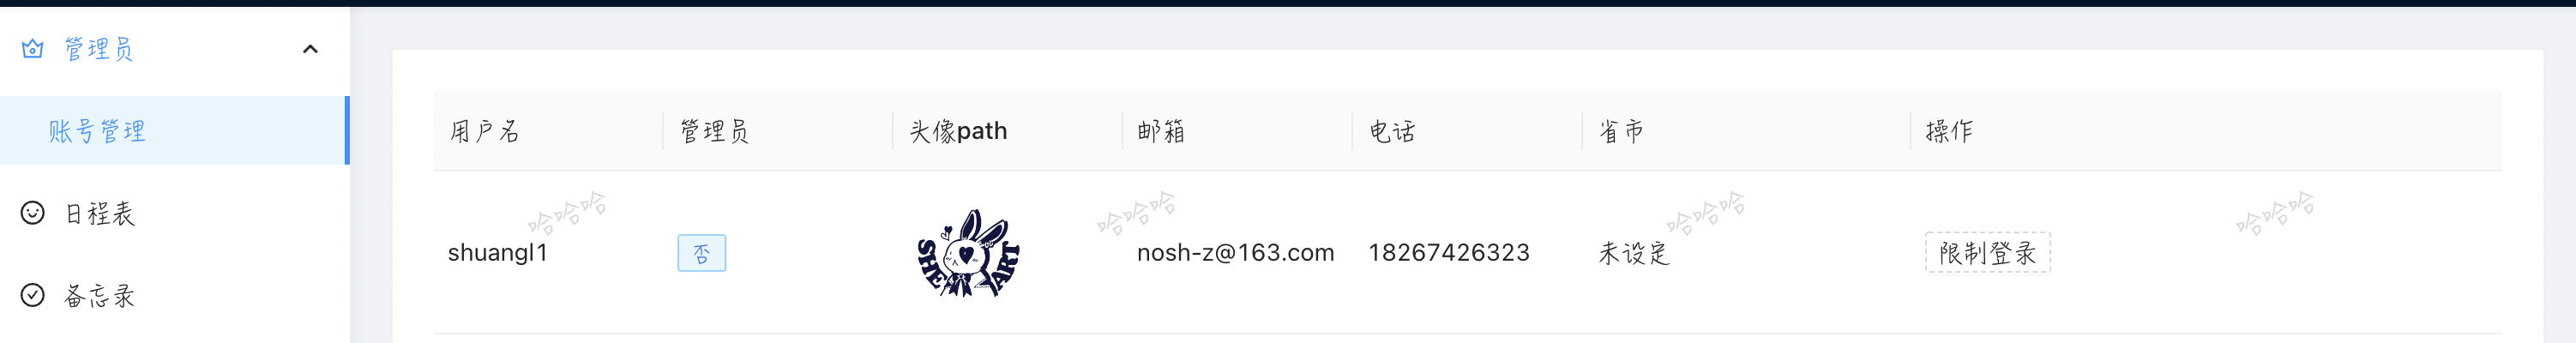 管理员
账号管理
日程表
备忘录
用户名 管理员 头像path 邮箱 电话 省市 操作
哈哈哈 哈哈哈 哈哈哈 哈哈哈
shuangl1 否 SHE ART nosh-z@163.com 18267426323 未设定 限制登录